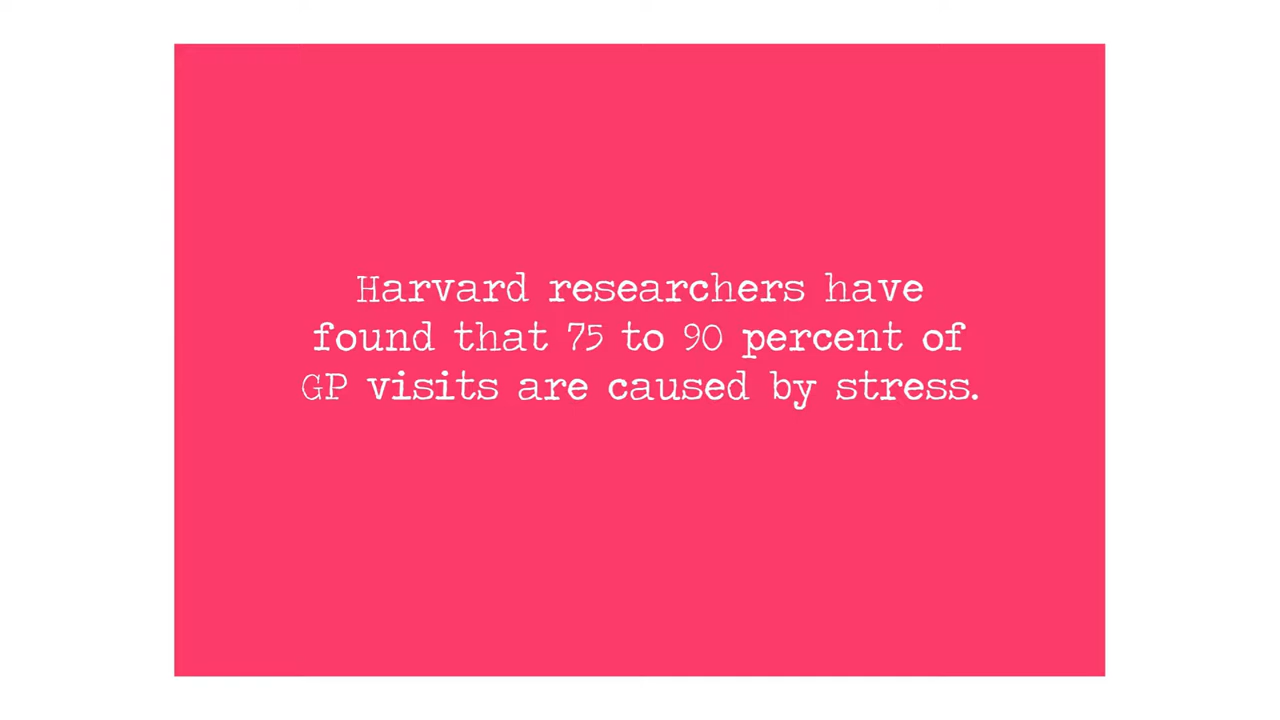 Harvard researchers have
found that 75 to 90 percent of
GP visits are caused by stress.